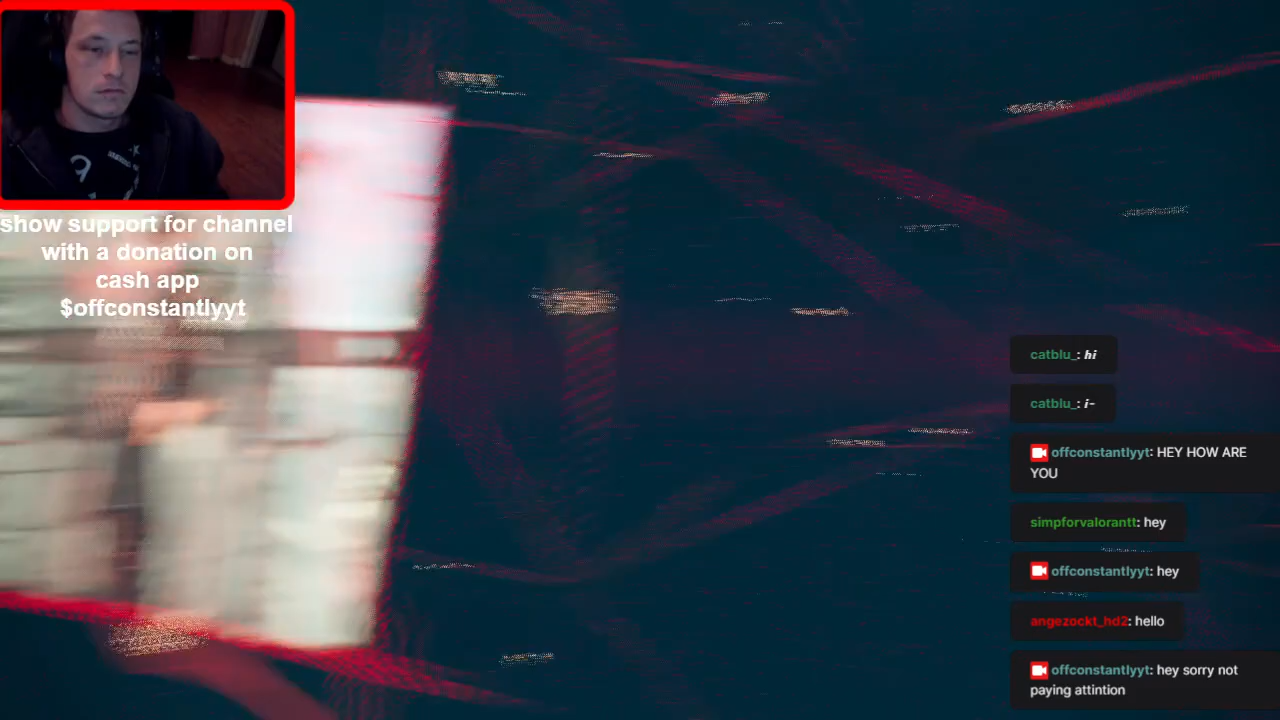 show support for channel
with a donation on
cash app
$offconstantlyyt
catblu_: hi
catblu_: i-
offconstantlyyt: HEY HOW ARE
YOU
simpforvalorantt: hey
offconstantlyyt: hey
angezockt_hd2: hello
offconstantlyyt: hey sorry not
paying attintion